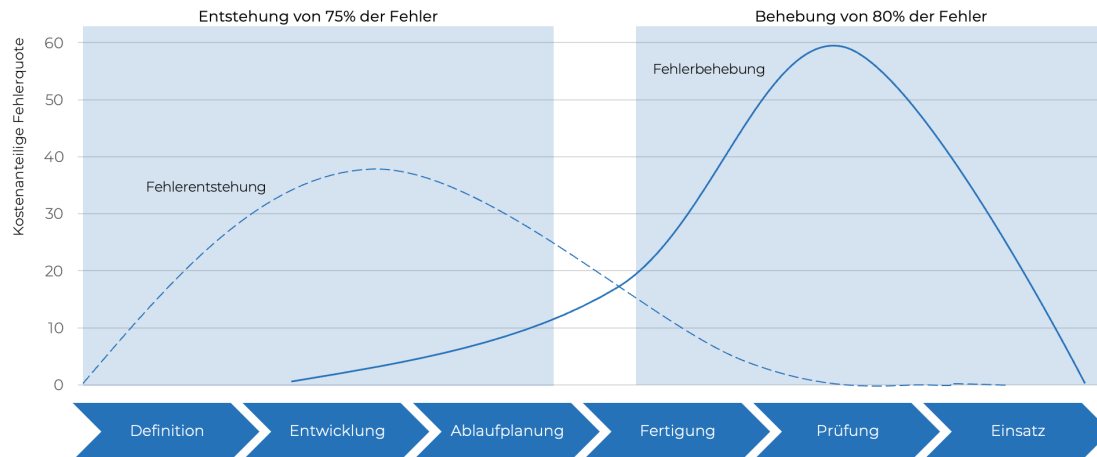 Entstehung von 75% der Fehler
Behebung von 80% der Fehler
Kostenanteilige Fehlerquote
60
50
40
30
20
10
0
Fehlerbehebung
Fehlerentstehung
Definition
Entwicklung
Ablaufplanung
Fertigung
Prüfung
Einsatz